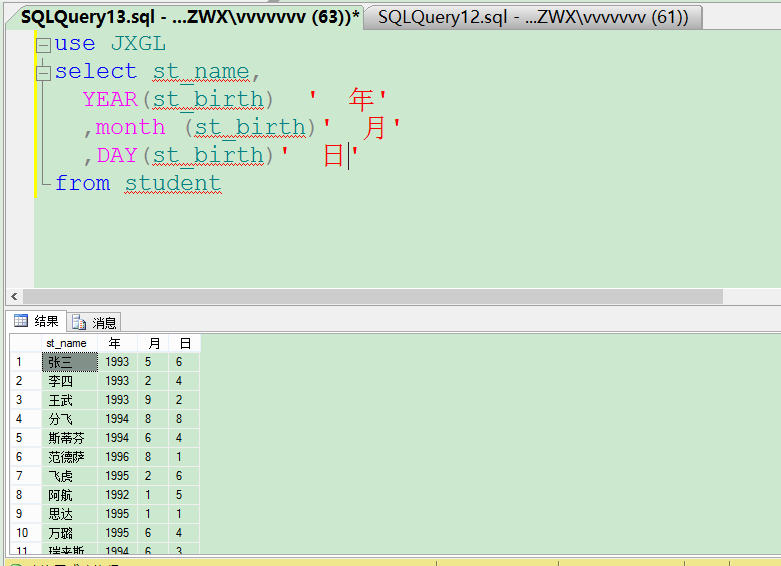 SQLQuery13.sql - ...ZWX\vvvvvvv (63))* SQLQuery12.sql - ...ZWX\vvvvvvv (61))
use JXGL
select st_name,
YEAR(st_birth) ' 年'
,month (st_birth)' 月'
,DAY(st_birth)' 日'
from student
结果 消息
st_name 年 月 日
1 张三 1993 5 6
2 李四 1993 2 4
3 王武 1993 9 2
4 分飞 1994 8 8
5 斯蒂芬 1994 6 4
6 范德萨 1996 8 1
7 飞虎 1995 2 6
8 阿航 1992 1 5
9 思达 1995 1 1
10 万璐 1995 6 4
11 瑞来斯 1994 6 3